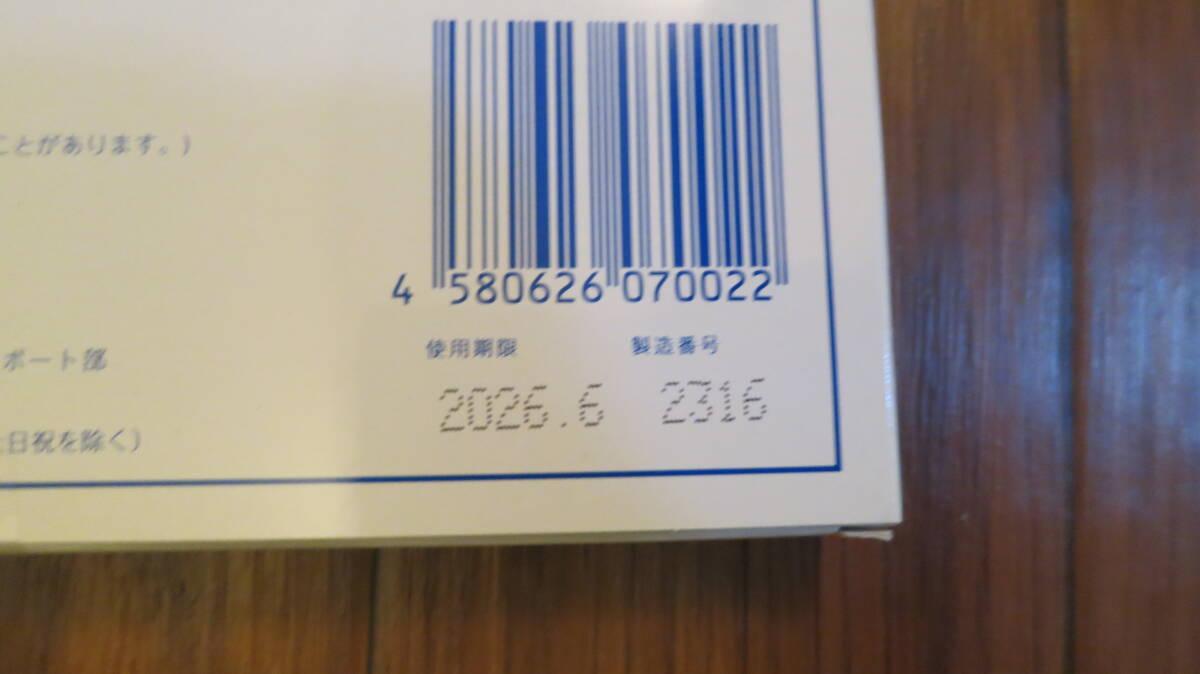 ことがあります。)
4 580626 070022
使用期限 製造番号
ポート部
2026.6 2316
日祝を除く)